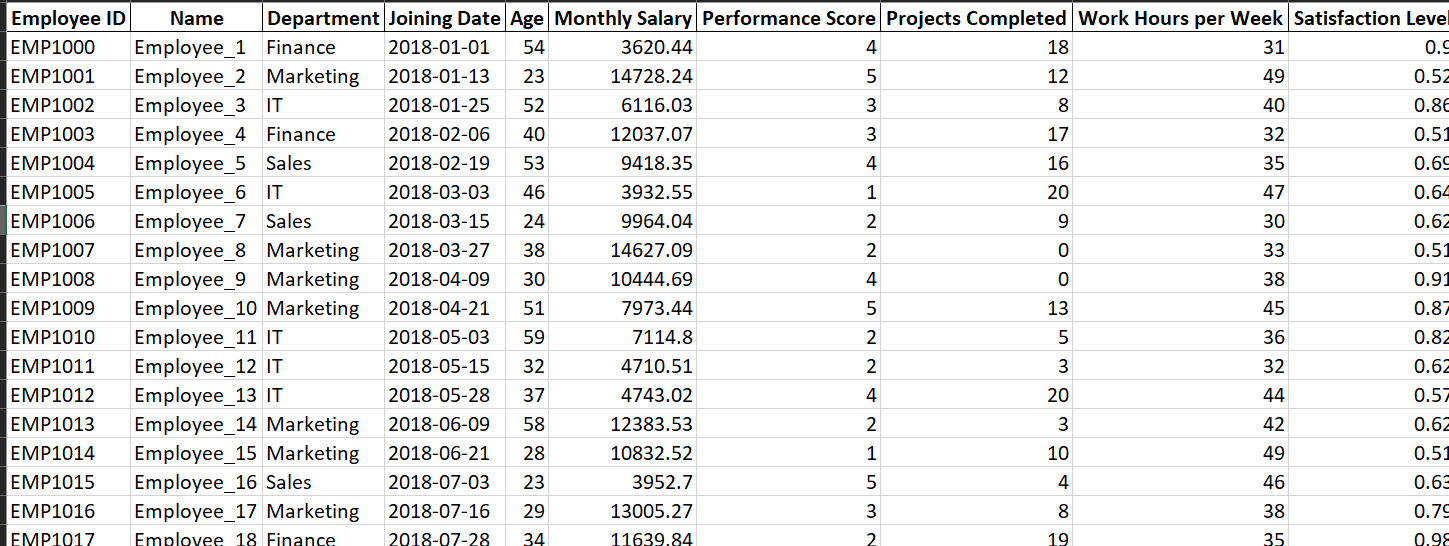 Employee ID Name Department Joining Date Age Monthly Salary Performance Score Projects Completed Work Hours per Week Satisfaction Level
EMP1000 Employee_1 Finance 2018-01-01 54 3620.44 4 18 31 0.9
EMP1001 Employee_2 Marketing 2018-01-13 23 14728.24 5 12 49 0.52
EMP1002 Employee_3 IT 2018-01-25 52 6116.03 3 8 40 0.86
EMP1003 Employee_4 Finance 2018-02-06 40 12037.07 3 17 32 0.51
EMP1004 Employee_5 Sales 2018-02-19 53 9418.35 4 16 35 0.69
EMP1005 Employee_6 IT 2018-03-03 46 3932.55 1 20 47 0.64
EMP1006 Employee_7 Sales 2018-03-15 24 9964.04 2 9 30 0.62
EMP1007 Employee_8 Marketing 2018-03-27 38 14627.09 2 0 33 0.51
EMP1008 Employee_9 Marketing 2018-04-09 30 10444.69 4 0 38 0.91
EMP1009 Employee_10 Marketing 2018-04-21 51 7973.44 5 13 45 0.87
EMP1010 Employee_11 IT 2018-05-03 59 7114.8 2 5 36 0.82
EMP1011 Employee_12 IT 2018-05-15 32 4710.51 2 3 32 0.62
EMP1012 Employee_13 IT 2018-05-28 37 4743.02 4 20 44 0.57
EMP1013 Employee_14 Marketing 2018-06-09 58 12383.53 2 3 42 0.62
EMP1014 Employee_15 Marketing 2018-06-21 28 10832.52 1 10 49 0.51
EMP1015 Employee_16 Sales 2018-07-03 23 3952.7 5 4 46 0.63
EMP1016 Employee_17 Marketing 2018-07-16 29 13005.27 3 8 38 0.79
EMP1017 Employee_18 Finance 2018-07-28 34 11639.84 2 19 35 0.98